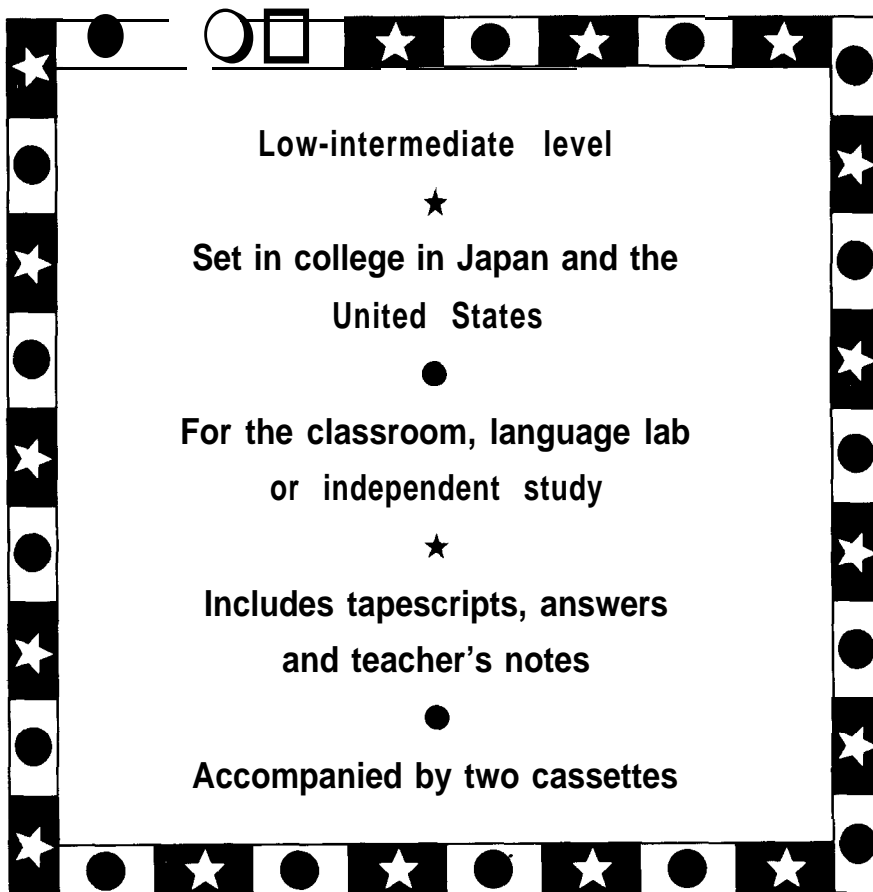 Low-intermediate level
Set in college in Japan and the
United States
For the classroom, language lab
or independent study
Includes tapescripts, answers
and teacher's notes
Accompanied by two cassettes